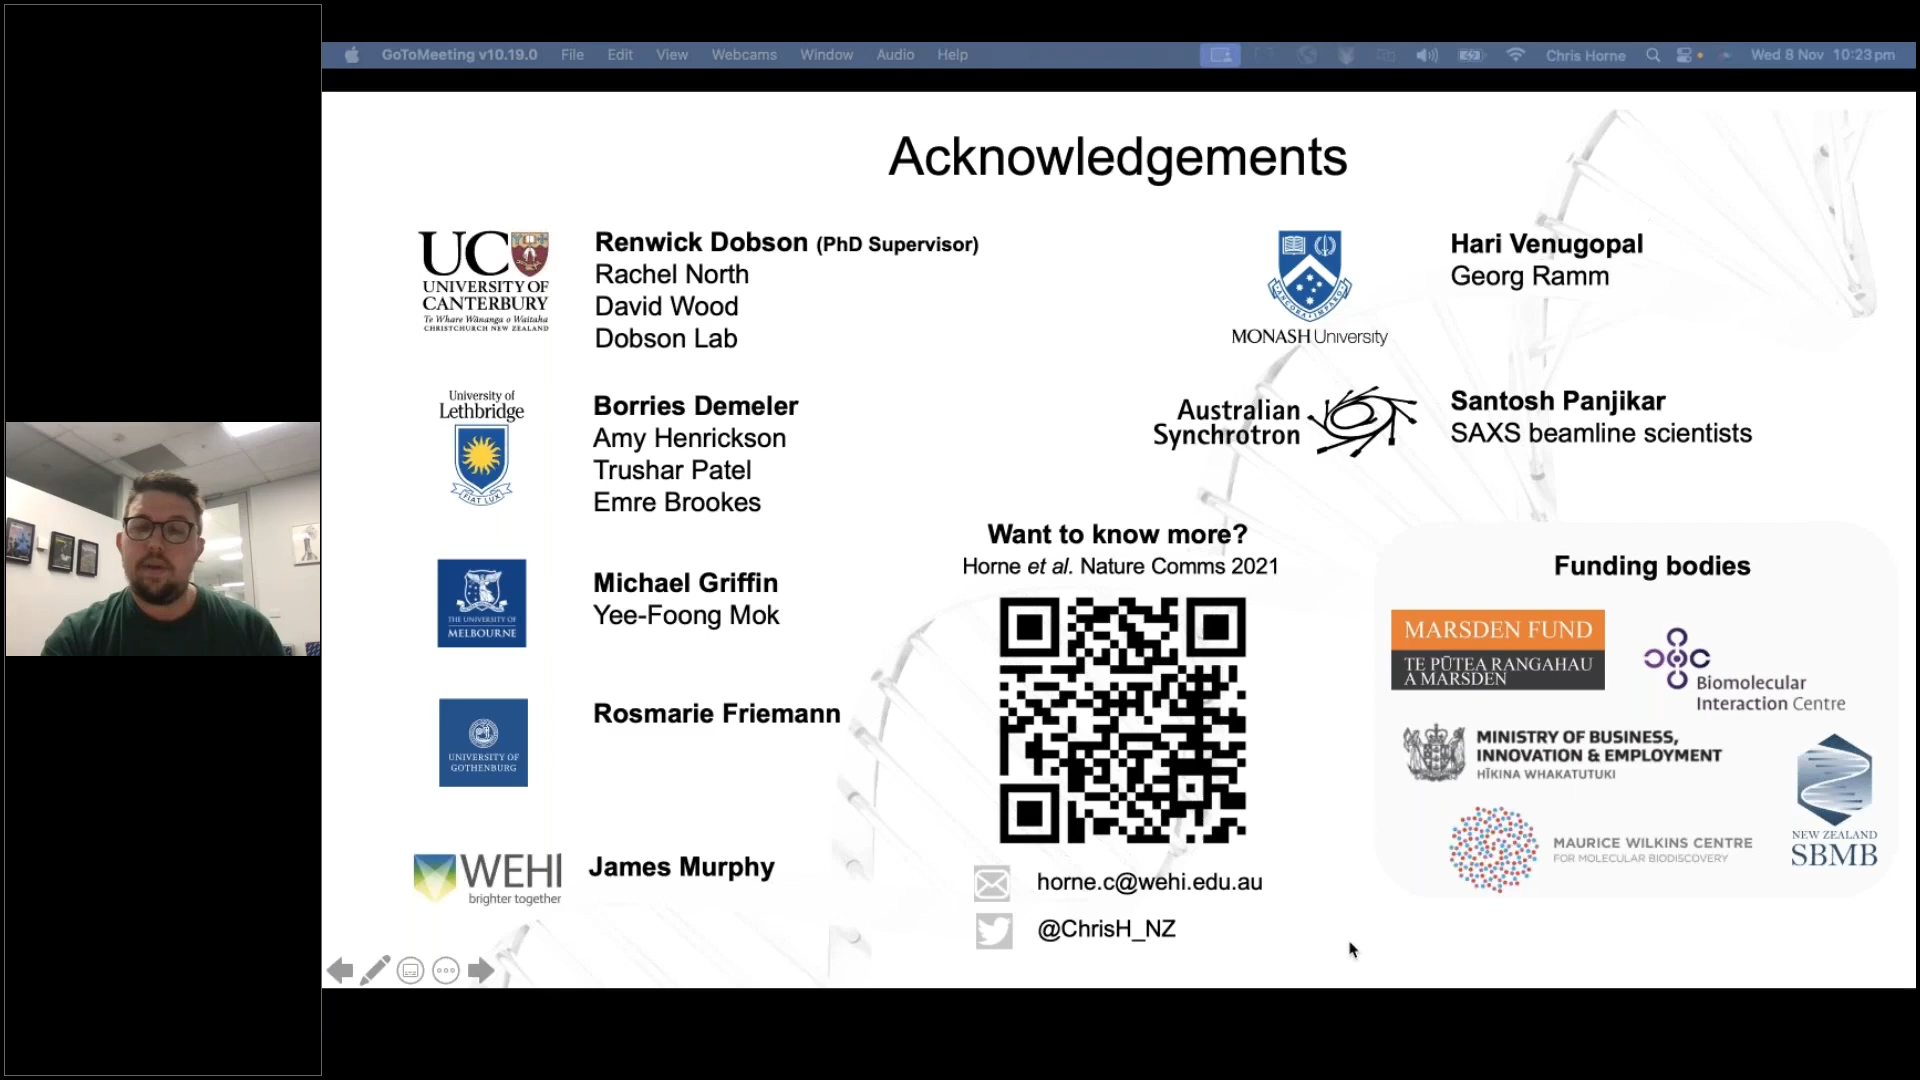 GoToMeeting v10.19.0 File Edit View Webcams Window Audio Help Chris Horne Wed 8 Nov 10:23 pm
Acknowledgements
UC
UNIVERSITY OF
CANTERBURY
Te Whare Wānanga o Waitaha
CHRISTCHURCH NEW ZEALAND
Renwick Dobson (PhD Supervisor)
Rachel North
David Wood
Dobson Lab
University of
Lethbridge
FIAT LUX
Borries Demeler
Amy Henrickson
Trushar Patel
Emre Brookes
THE UNIVERSITY OF
MELBOURNE
Michael Griffin
Yee-Foong Mok
UNIVERSITY OF
GOTHENBURG
Rosmarie Friemann
WEHI
brighter together
James Murphy
ANCORA IMPARO
MONASH University
Hari Venugopal
Georg Ramm
Australian
Synchrotron
Santosh Panjikar
SAXS beamline scientists
Want to know more?
Horne et al. Nature Comms 2021
horne.c@wehi.edu.au
@ChrisH_NZ
Funding bodies
MARSDEN FUND
TE PŪTEA RANGAHAU
A MARSDEN
Biomolecular
Interaction Centre
MINISTRY OF BUSINESS,
INNOVATION & EMPLOYMENT
HĪKINA WHAKATUTUKI
MAURICE WILKINS CENTRE
FOR MOLECULAR BIODISCOVERY
NEW ZEALAND
SBMB